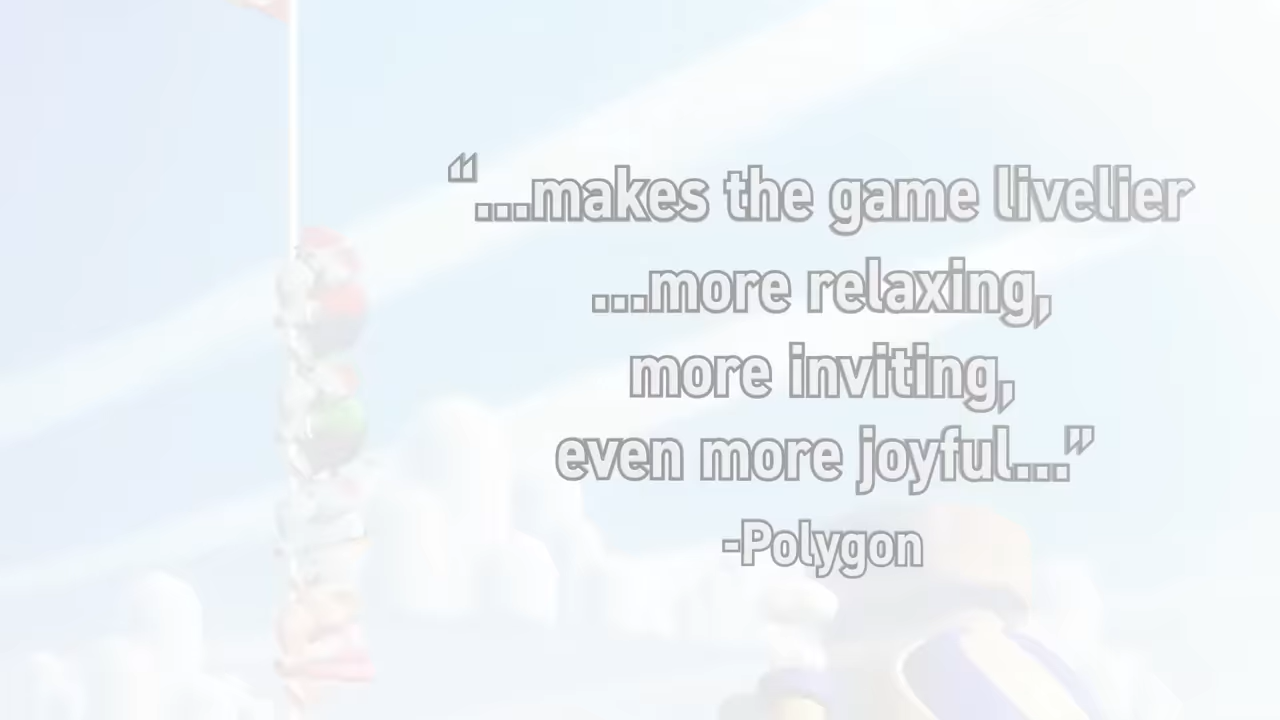 “...makes the game livelier
...more relaxing,
more inviting,
even more joyful...”
-Polygon